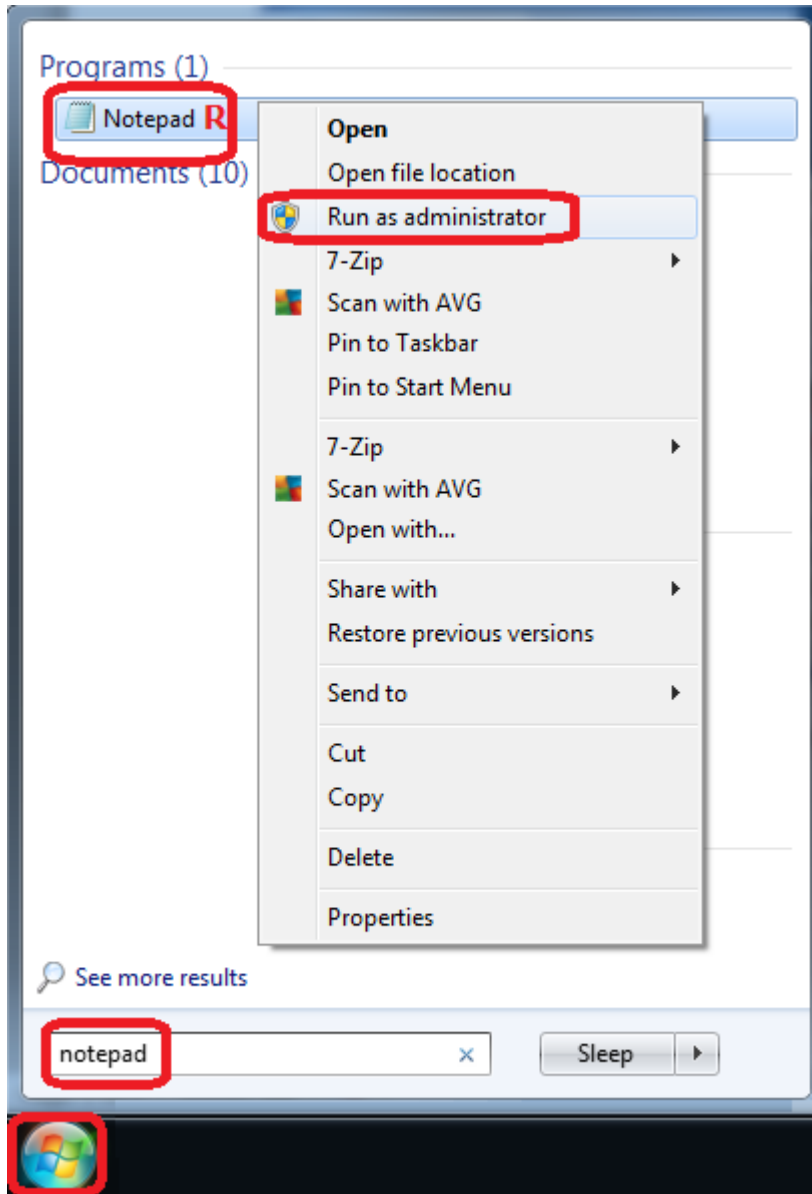 Programs (1)
Notepad R
Documents (10)
Open
Open file location
Run as administrator
7-Zip
Scan with AVG
Pin to Taskbar
Pin to Start Menu
7-Zip
Scan with AVG
Open with...
Share with
Restore previous versions
Send to
Cut
Copy
Delete
Properties
See more results
notepad
Sleep